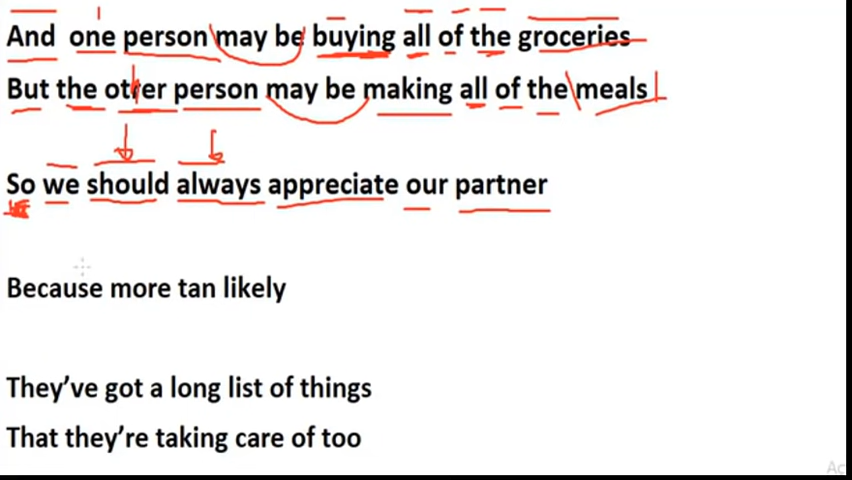 And one person may be buying all of the groceries
But the other person may be making all of the meals
So we should always appreciate our partner
Because more tan likely
They've got a long list of things
That they're taking care of too
Ac